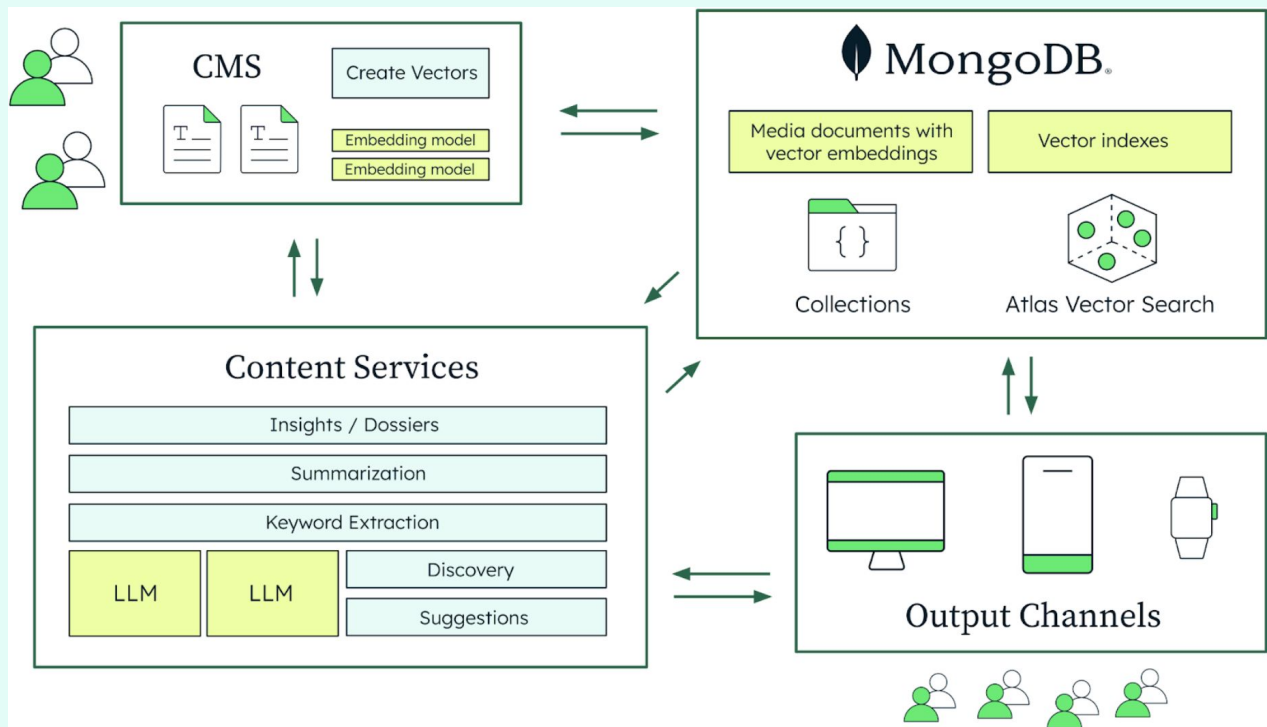 CMS
T
T
Create Vectors
Embedding model
Embedding model
MongoDB®
Media documents with
vector embeddings
Vector indexes
{ }
Collections
Atlas Vector Search
Content Services
Insights / Dossiers
Summarization
Keyword Extraction
LLM
LLM
Discovery
Suggestions
Output Channels